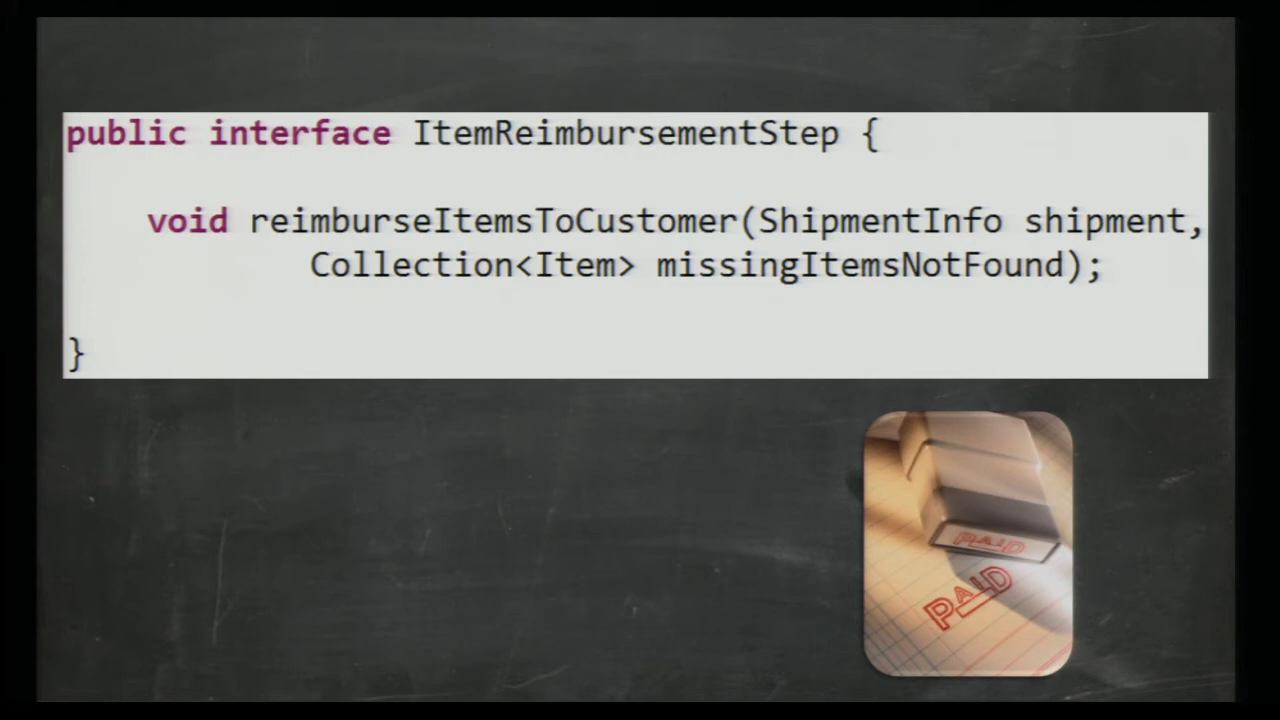 public interface ItemReimbursementStep {
void reimburseItemsToCustomer(ShipmentInfo shipment,
Collection<Item> missingItemsNotFound);
}
PAID
PAID